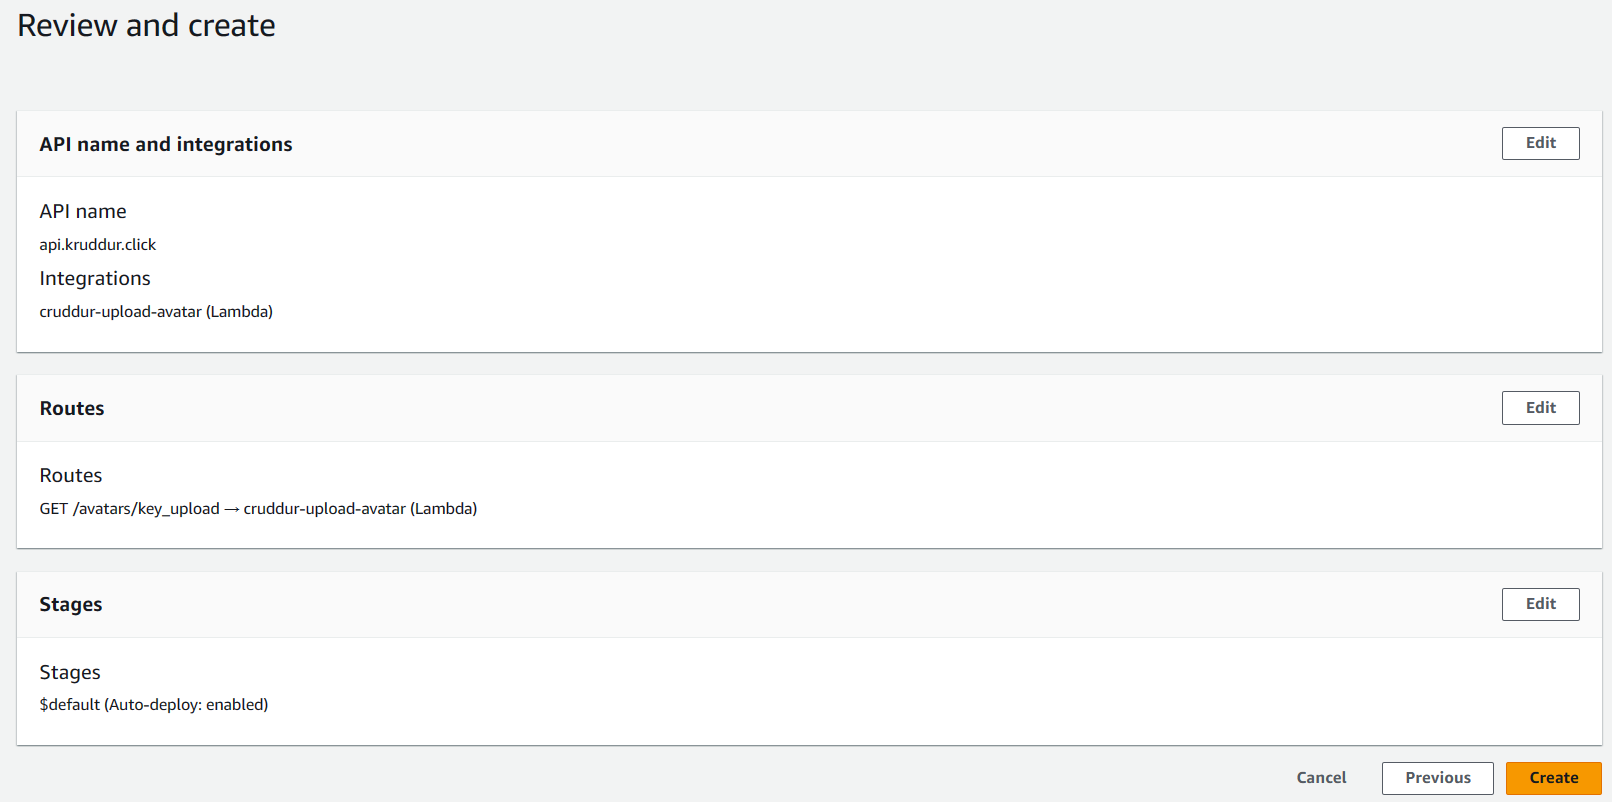 Review and create
API name and integrations
Edit
API name
api.kruddur.click
Integrations
cruddur-upload-avatar (Lambda)
Routes
Edit
Routes
GET /avatars/key_upload → cruddur-upload-avatar (Lambda)
Stages
Edit
Stages
$default (Auto-deploy: enabled)
Cancel
Previous
Create